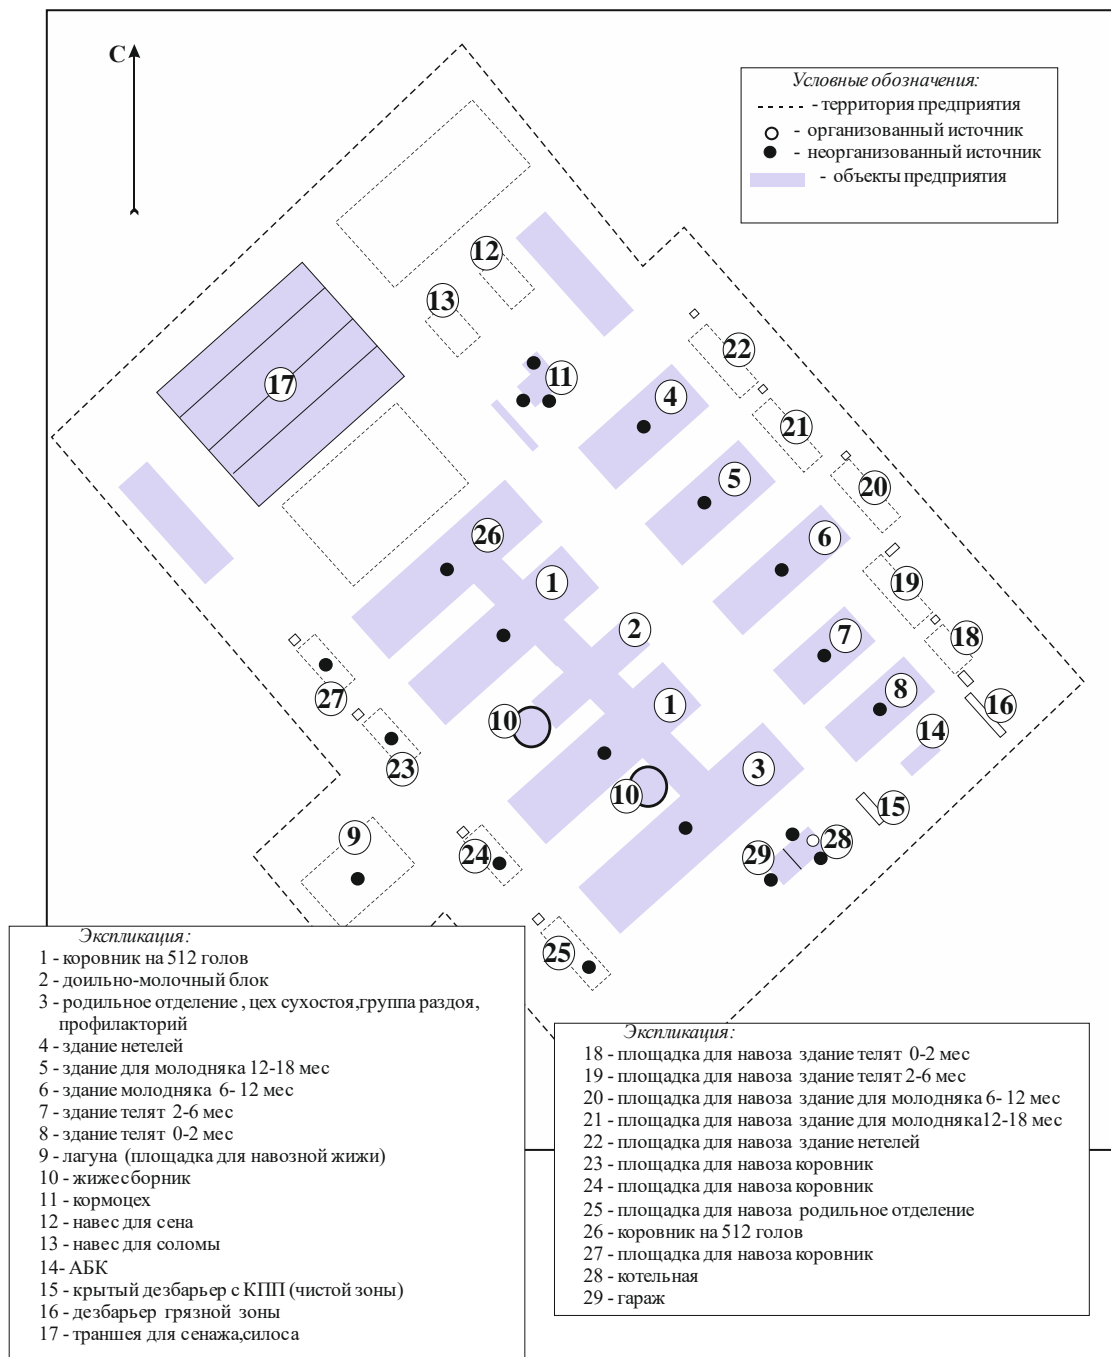 С
Условные обозначения:
- территория предприятия
- организованный источник
- неорганизованный источник
- объекты предприятия
12
13
22
11
17
4
21
5
20
26
6
1
19
2
18
7
27
1
8
16
10
14
23
3
10
15
9
28
24
29
25
Экспликация:
1 - коровник на 512 голов
2 - доильно-молочный блок
3 - родильное отделение , цех сухостоя,группа раздоя,
профилакторий
4 - здание нетелей
5 - здание для молодняка 12-18 мес
6 - здание молодняка 6- 12 мес
7 - здание телят 2-6 мес
8 - здание телят 0-2 мес
9 - лагуна (площадка для навозной жижи)
10 - жижесборник
11 - кормоцех
12 - навес для сена
13 - навес для соломы
14- АБК
15 - крытый дезбарьер с КПП (чистой зоны)
16 - дезбарьер грязной зоны
17 - траншея для сенажа,силоса
Экспликация:
18 - площадка для навоза здание телят 0-2 мес
19 - площадка для навоза здание телят 2-6 мес
20 - площадка для навоза здание для молодняка 6- 12 мес
21 - площадка для навоза здание для молодняка12-18 мес
22 - площадка для навоза здание нетелей
23 - площадка для навоза коровник
24 - площадка для навоза коровник
25 - площадка для навоза родильное отделение
26 - коровник на 512 голов
27 - площадка для навоза коровник
28 - котельная
29 - гараж